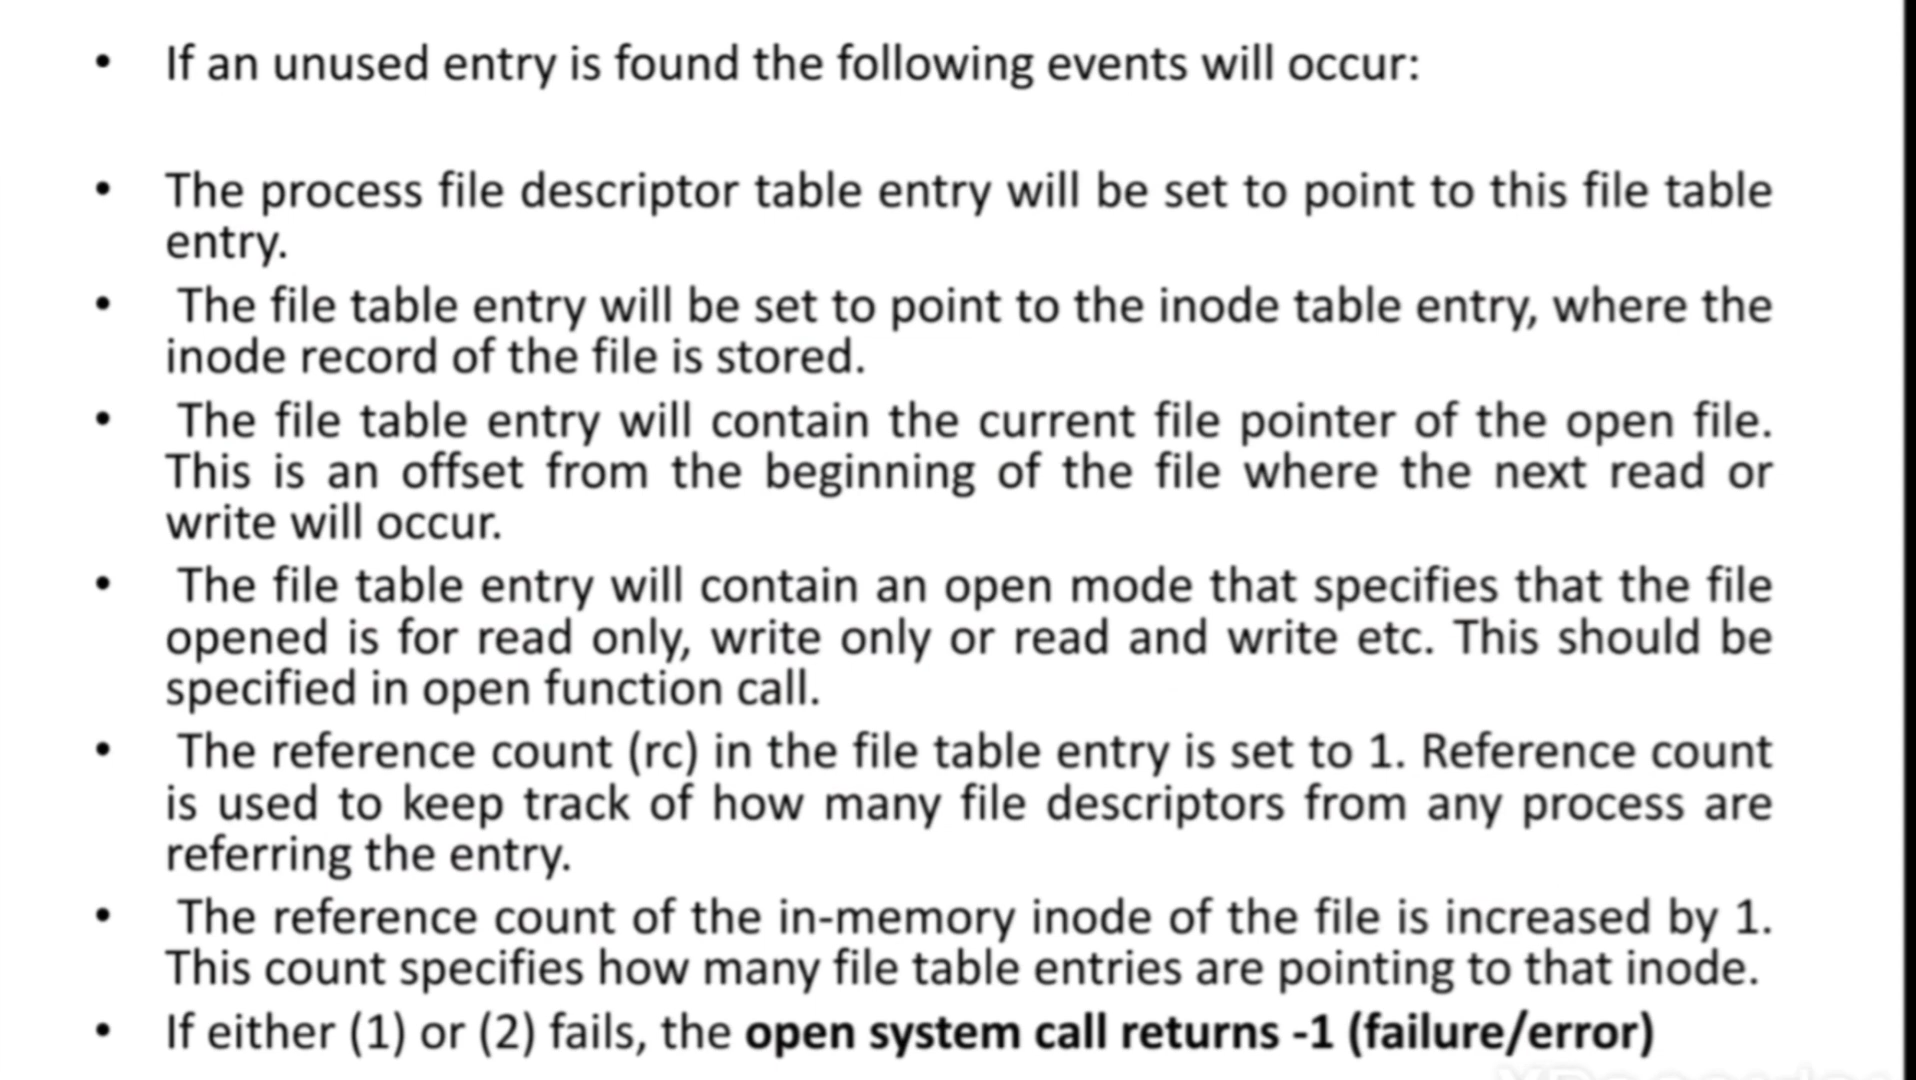 • If an unused entry is found the following events will occur:
• The process file descriptor table entry will be set to point to this file table
entry.
• The file table entry will be set to point to the inode table entry, where the
inode record of the file is stored.
• The file table entry will contain the current file pointer of the open file.
This is an offset from the beginning of the file where the next read or
write will occur.
• The file table entry will contain an open mode that specifies that the file
opened is for read only, write only or read and write etc. This should be
specified in open function call.
• The reference count (rc) in the file table entry is set to 1. Reference count
is used to keep track of how many file descriptors from any process are
referring the entry.
• The reference count of the in-memory inode of the file is increased by 1.
This count specifies how many file table entries are pointing to that inode.
• If either (1) or (2) fails, the open system call returns -1 (failure/error)